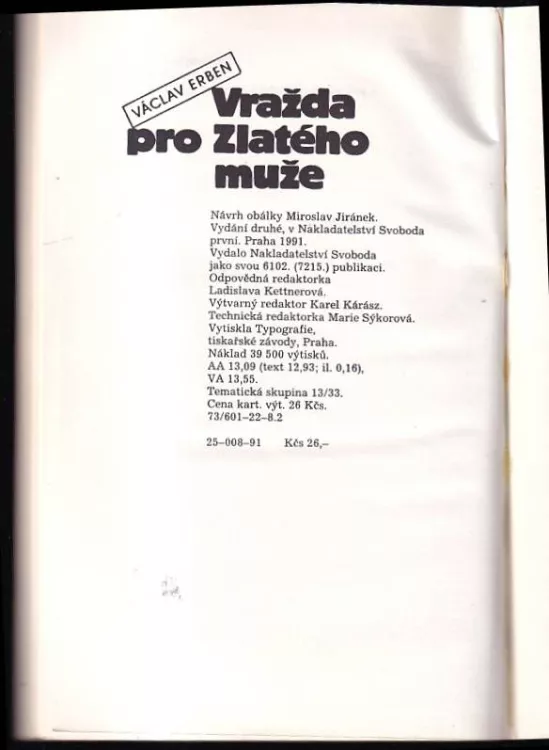 VÁCLAV ERBEN
Vražda
pro Zlatého
muže
Návrh obálky Miroslav Jiránek.
Vydání druhé, v Nakladatelství Svoboda
první. Praha 1991.
Vydalo Nakladatelství Svoboda
jako svou 6102. (7215.) publikaci.
Odpovědná redaktorka
Ladislava Kettnerová.
Výtvarný redaktor Karel Kárász.
Technická redaktorka Marie Sýkorová.
Vytiskla Typografie,
tiskařské závody, Praha.
Náklad 39 500 výtisků.
AA 13,09 (text 12,93; il. 0,16),
VA 13,55.
Tematická skupina 13/33.
Cena kart. výt. 26 Kčs.
73/601–22–8.2
25–008–91 Kčs 26,–